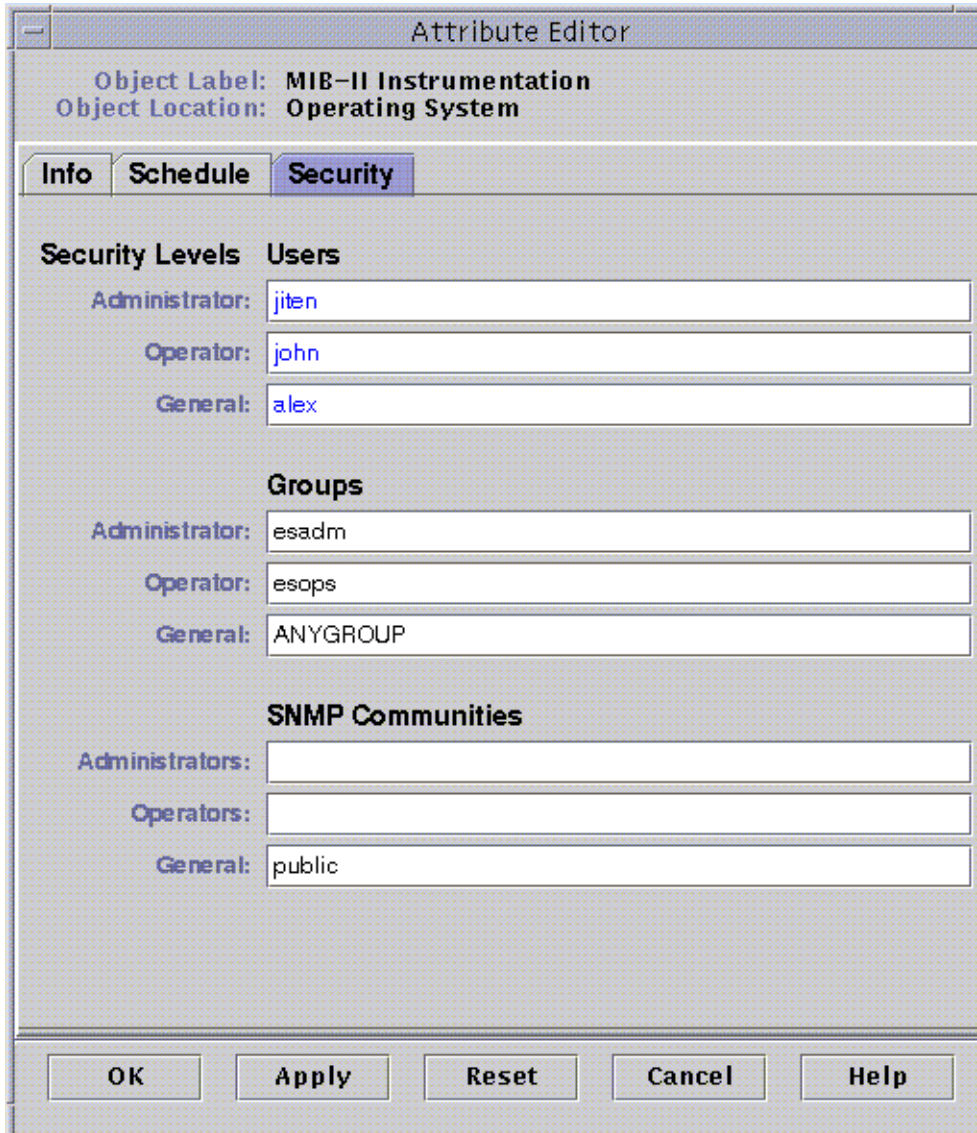 Attribute Editor
Object Label: MIB-II Instrumentation
Object Location: Operating System
Info Schedule Security
Security Levels Users
Administrator: jiten
Operator: john
General: alex
Groups
Administrator: esadm
Operator: esops
General: ANYGROUP
SNMP Communities
Administrators:
Operators:
General: public
OK Apply Reset Cancel Help